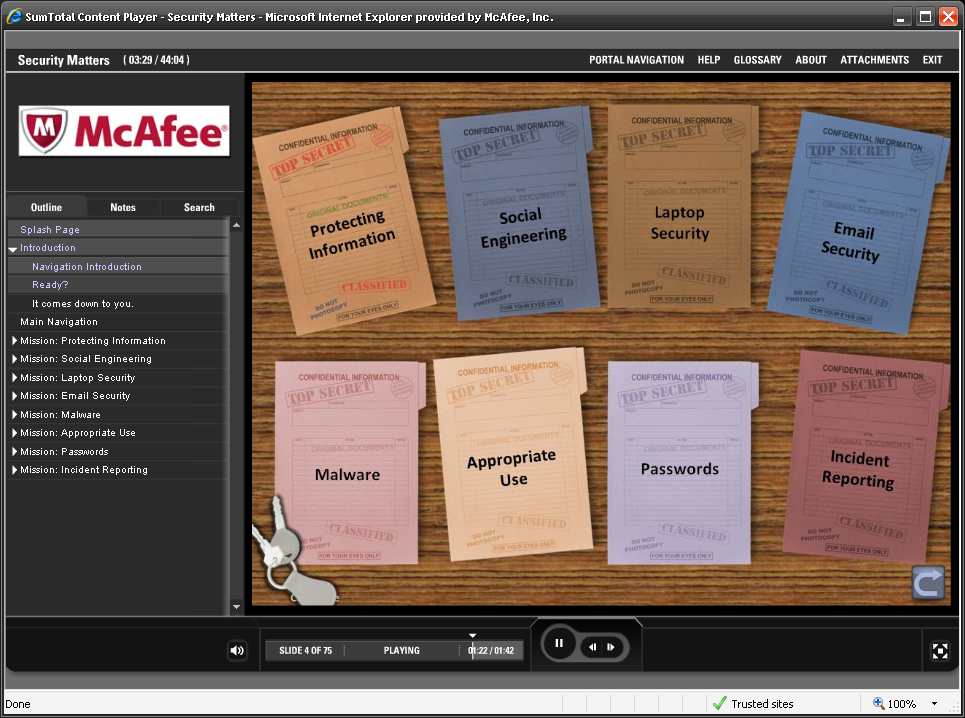 SumTotal Content Player - Security Matters - Microsoft Internet Explorer provided by McAfee, Inc.
Security Matters ( 03:29 / 44:04 )
PORTAL NAVIGATION HELP GLOSSARY ABOUT ATTACHMENTS EXIT
McAfee
Outline Notes Search
Splash Page
Introduction
Navigation Introduction
Ready?
It comes down to you.
Main Navigation
Mission: Protecting Information
Mission: Social Engineering
Mission: Laptop Security
Mission: Email Security
Mission: Malware
Mission: Appropriate Use
Mission: Passwords
Mission: Incident Reporting
CONFIDENTIAL INFORMATION
TOP SECRET
ORIGINAL DOCUMENTS
Protecting
Information
CLASSIFIED
DO NOT
PHOTOCOPY
FOR YOUR EYES ONLY
CONFIDENTIAL INFORMATION
TOP SECRET
ORIGINAL DOCUMENTS
Social
Engineering
CLASSIFIED
DO NOT
PHOTOCOPY
FOR YOUR EYES ONLY
CONFIDENTIAL INFORMATION
TOP SECRET
ORIGINAL DOCUMENTS
Laptop
Security
CLASSIFIED
DO NOT
PHOTOCOPY
FOR YOUR EYES ONLY
CONFIDENTIAL INFORMATION
TOP SECRET
ORIGINAL DOCUMENTS
Email
Security
CLASSIFIED
DO NOT
PHOTOCOPY
FOR YOUR EYES ONLY
CONFIDENTIAL INFORMATION
TOP SECRET
ORIGINAL DOCUMENTS
Malware
CLASSIFIED
DO NOT
PHOTOCOPY
FOR YOUR EYES ONLY
CONFIDENTIAL INFORMATION
TOP SECRET
ORIGINAL DOCUMENTS
Appropriate
Use
CLASSIFIED
DO NOT
PHOTOCOPY
FOR YOUR EYES ONLY
CONFIDENTIAL INFORMATION
TOP SECRET
ORIGINAL DOCUMENTS
Passwords
CLASSIFIED
DO NOT
PHOTOCOPY
FOR YOUR EYES ONLY
CONFIDENTIAL INFORMATION
TOP SECRET
ORIGINAL DOCUMENTS
Incident
Reporting
CLASSIFIED
DO NOT
PHOTOCOPY
FOR YOUR EYES ONLY
SLIDE 4 OF 75 PLAYING 01:22 / 01:42
Done Trusted sites 100%